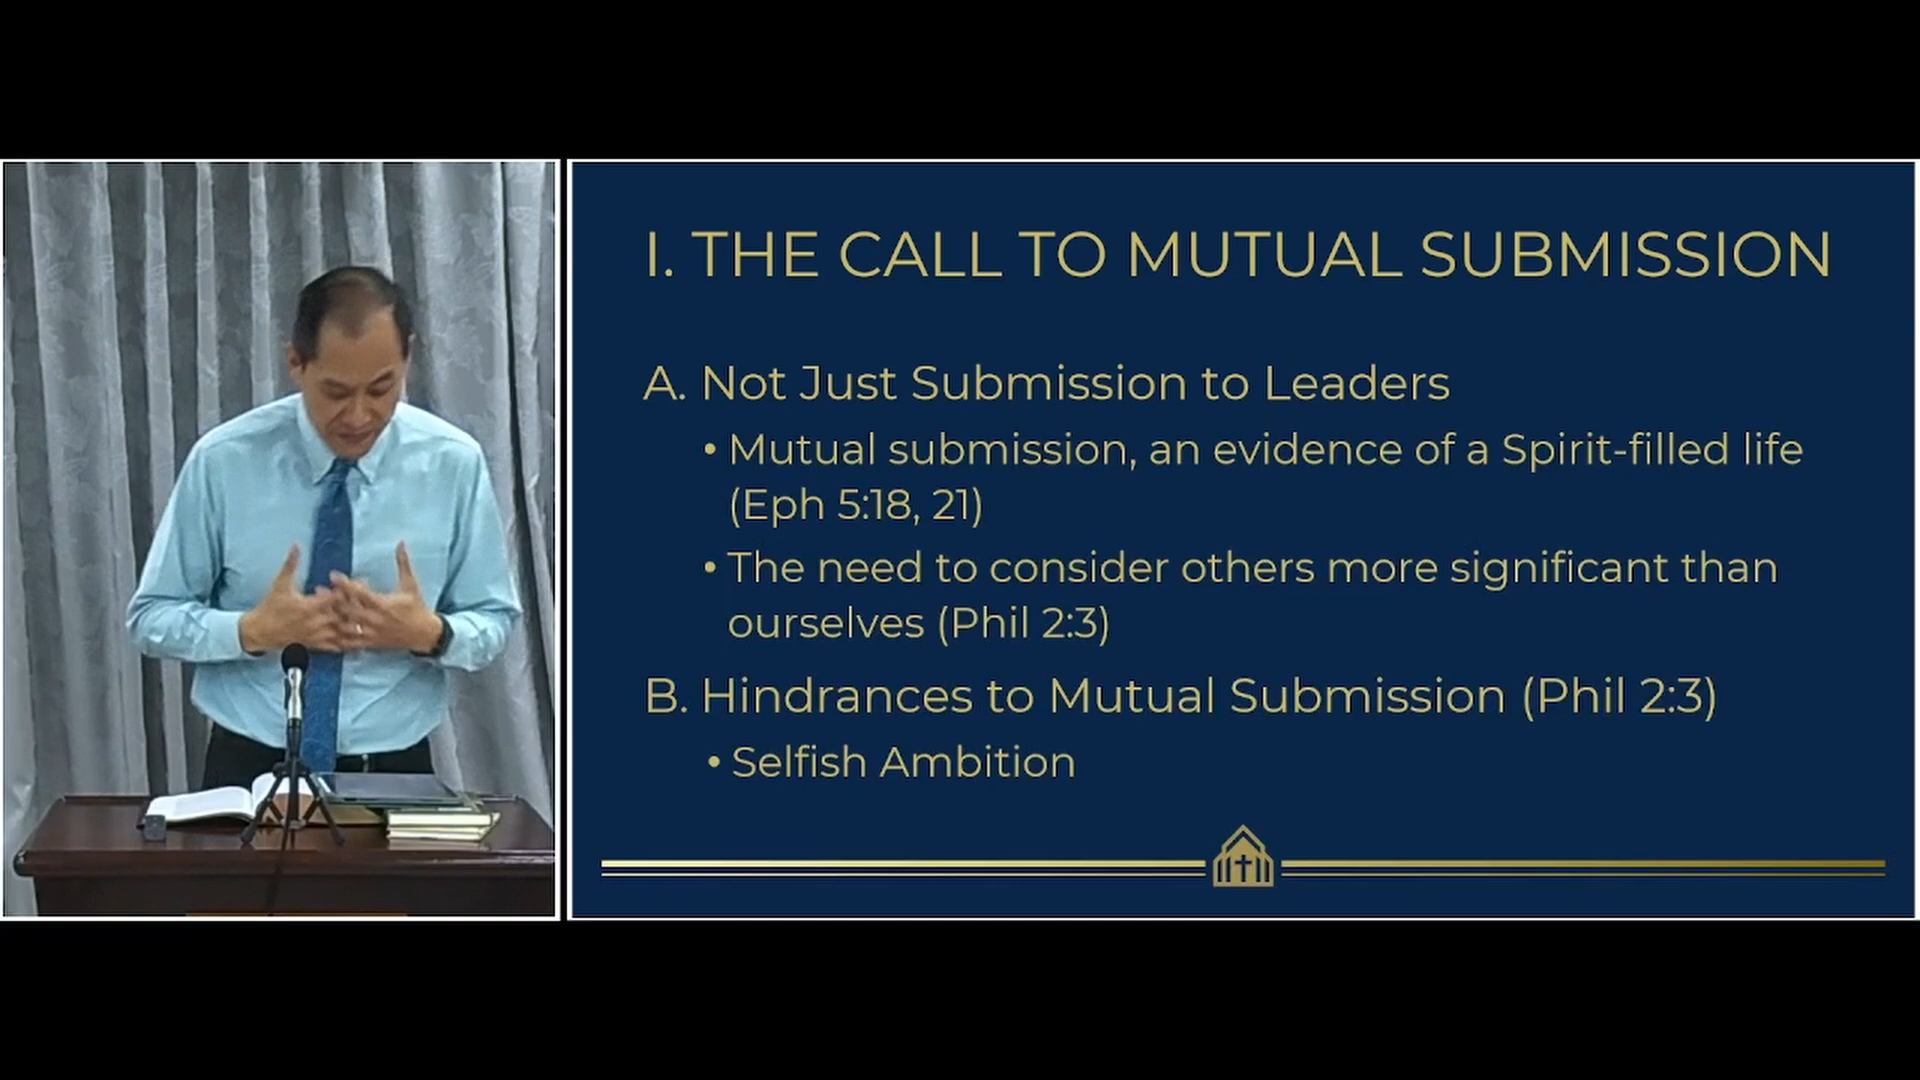 I. THE CALL TO MUTUAL SUBMISSION
A. Not Just Submission to Leaders
• Mutual submission, an evidence of a Spirit-filled life
(Eph 5:18, 21)
• The need to consider others more significant than
ourselves (Phil 2:3)
B. Hindrances to Mutual Submission (Phil 2:3)
• Selfish Ambition